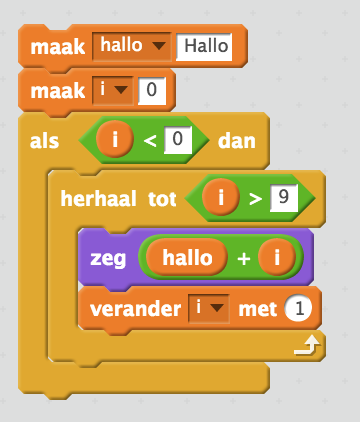 maak hallo Hallo
maak i 0
als i < 0 dan
herhaal tot i > 9
zeg hallo + i
verander i met 1